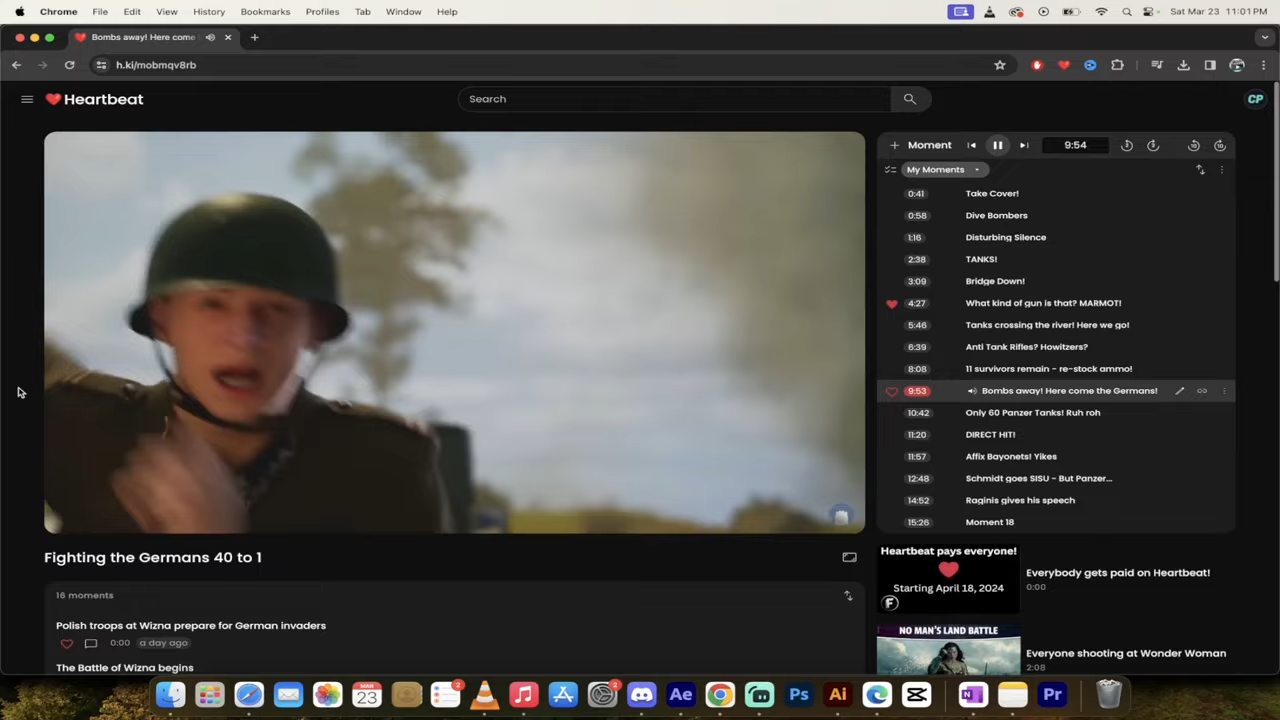 Chrome File Edit View History Bookmarks Profiles Tab Window Help Sat Mar 23 11:01 PM
Bombs away! Here come
h.ki/mobmqv8rb
Heartbeat Search CP
Moment 9:54
My Moments
0:41 Take Cover!
0:58 Dive Bombers
1:16 Disturbing Silence
2:38 TANKS!
3:09 Bridge Down!
4:27 What kind of gun is that? MARMOT!
5:46 Tanks crossing the river! Here we go!
6:39 Anti Tank Rifles? Howitzers?
8:08 11 survivors remain - re-stock ammo!
9:53 Bombs away! Here come the Germans!
10:42 Only 60 Panzer Tanks! Ruh roh
11:20 DIRECT HIT!
11:57 Affix Bayonets! Yikes
12:48 Schmidt goes SISU - But Panzer...
14:52 Raginis gives his speech
15:26 Moment 18
Fighting the Germans 40 to 1
16 moments
Polish troops at Wizna prepare for German invaders
0:00 a day ago
The Battle of Wizna begins
Heartbeat pays everyone!
Starting April 18, 2024
F
Everybody gets paid on Heartbeat!
0:00
NO MAN'S LAND BATTLE
Everyone shooting at Wonder Woman
2:08
MAR
23
2
2
Ae
Ps
Ai
N
Pr